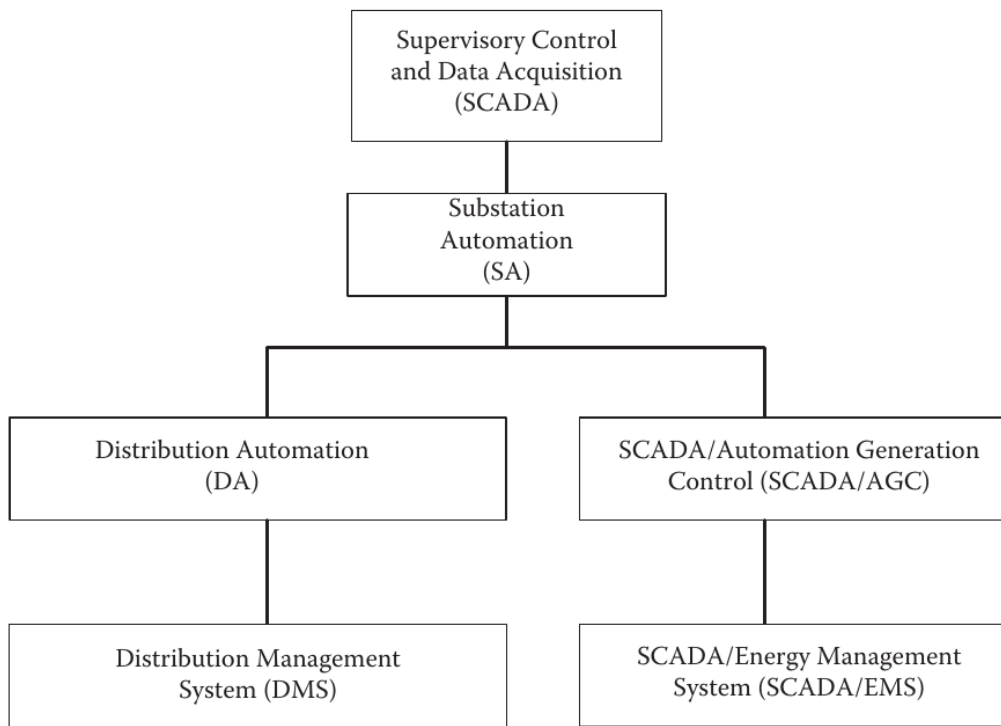 Supervisory Control
and Data Acquisition
(SCADA)
Substation
Automation
(SA)
Distribution Automation
(DA)
SCADA/Automation Generation
Control (SCADA/AGC)
Distribution Management
System (DMS)
SCADA/Energy Management
System (SCADA/EMS)